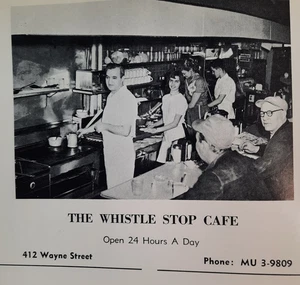 THE WHISTLE STOP CAFE
Open 24 Hours A Day
412 Wayne Street
Phone: MU 3-9809